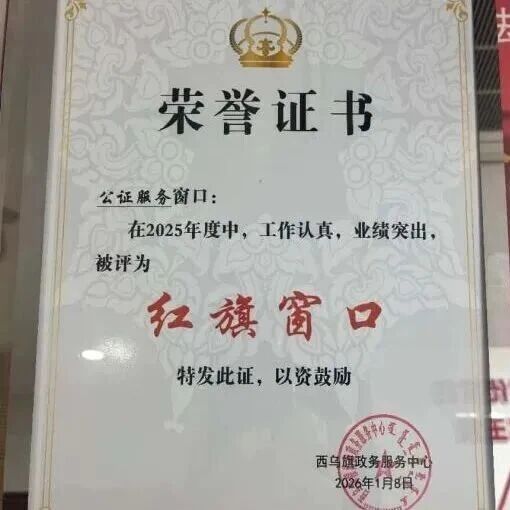 荣誉证书
公证服务窗口：
在2025年度中，工作认真，业绩突出，
被评为
红旗窗口
特发此证，以资鼓励
西乌旗政务服务中心
2026年1月8日